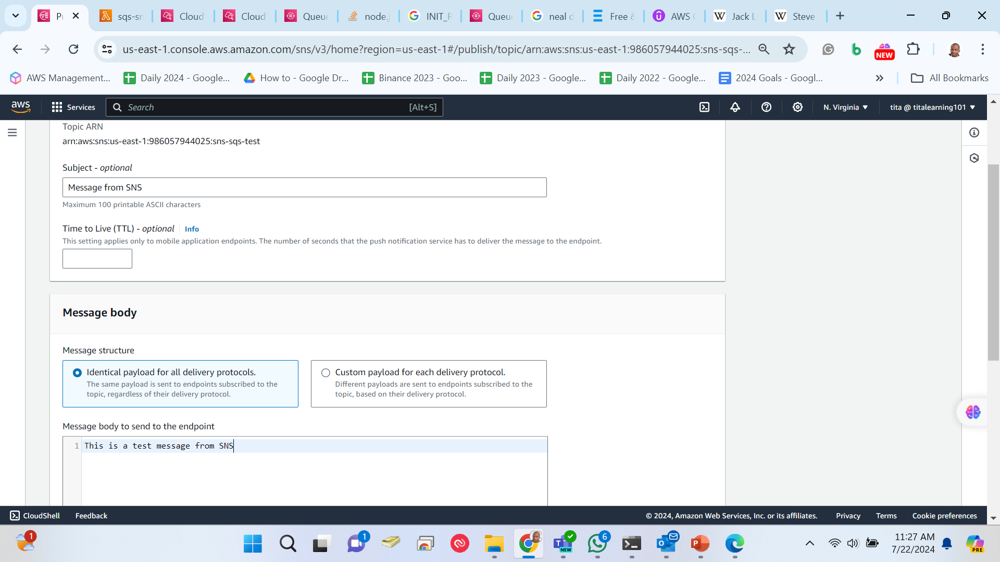 Pu
sqs-sn
Cloud
Cloud
Queue
node.j
INIT_R
Queue
neal d
Free &
AWS
Jack L
Steve
us-east-1.console.aws.amazon.com/sns/v3/home?region=us-east-1#/publish/topic/arn:aws:sns:us-east-1:986057944025:sns-sqs-...
NEW
AWS Management...
Daily 2024 - Google...
How to - Google Dr...
Binance 2023 - Goo...
Daily 2023 - Google...
Daily 2022 - Google...
2024 Goals - Googl...
All Bookmarks
aws
Services
Search
[Alt+S]
N. Virginia
tita @ titalearning101
Topic ARN
arn:aws:sns:us-east-1:986057944025:sns-sqs-test
Subject - optional
Message from SNS
Maximum 100 printable ASCII characters
Time to Live (TTL) - optional
Info
This setting applies only to mobile application endpoints. The number of seconds that the push notification service has to deliver the message to the endpoint.
Message body
Message structure
Identical payload for all delivery protocols.
The same payload is sent to endpoints subscribed to the
topic, regardless of their delivery protocol.
Custom payload for each delivery protocol.
Different payloads are sent to endpoints subscribed to the
topic, based on their delivery protocol.
Message body to send to the endpoint
1
This is a test message from SNS
CloudShell
Feedback
© 2024, Amazon Web Services, Inc. or its affiliates.
Privacy
Terms
Cookie preferences
1
1
NEW
6
11:27 AM
7/22/2024
PRE